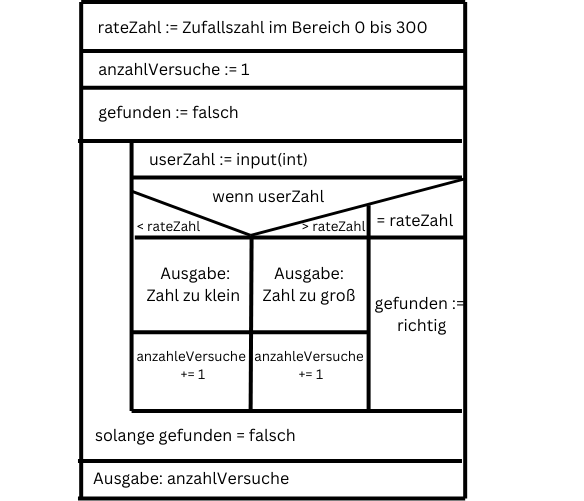 rateZahl := Zufallszahl im Bereich 0 bis 300
anzahlVersuche := 1
gefunden := falsch
userZahl := input(int)
wenn userZahl
< rateZahl
> rateZahl
= rateZahl
Ausgabe:
Zahl zu klein
Ausgabe:
Zahl zu groß
gefunden :=
richtig
anzahleVersuche
+= 1
anzahleVersuche
+= 1
solange gefunden = falsch
Ausgabe: anzahlVersuche